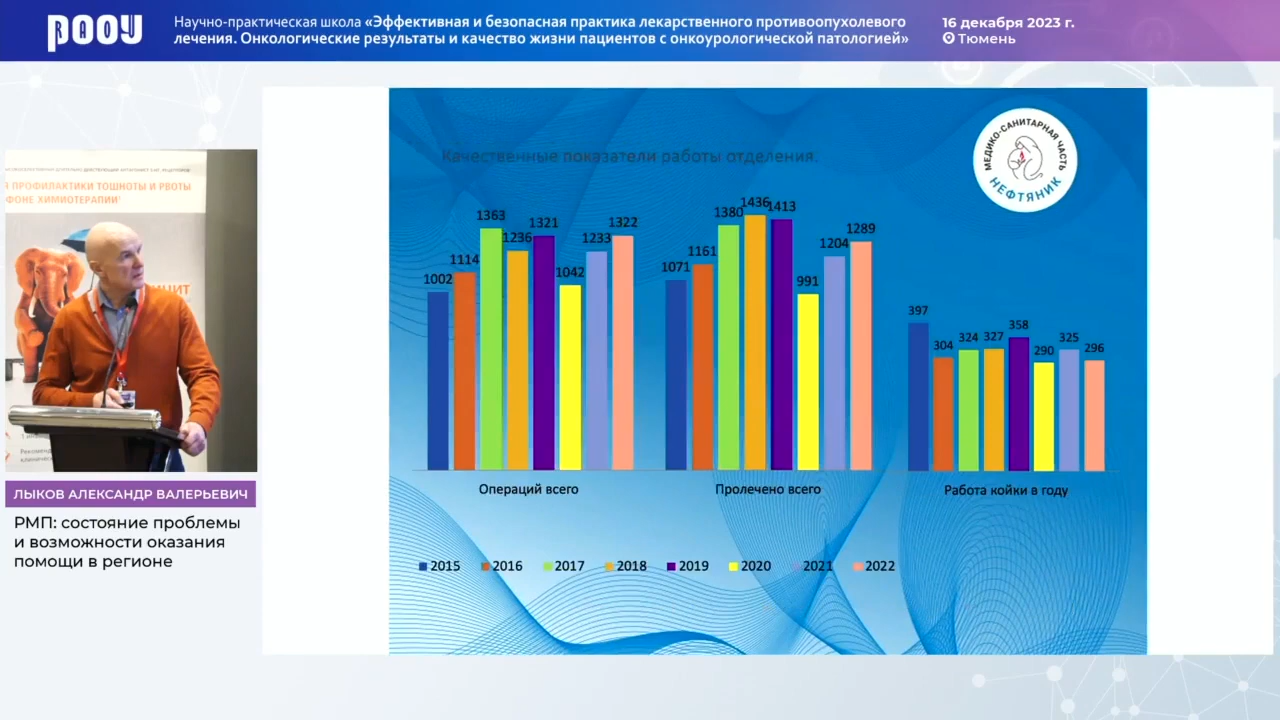 РООУ
RAOU
Научно-практическая школа «Эффективная и безопасная практика лекарственного противоопухолевого
лечения. Онкологические результаты и качество жизни пациентов с онкоурологической патологией»
16 декабря 2023 г.
Тюмень
Я ПРОФИЛАКТИКИ ТОШНОТЫ И РВОТЫ
ФОНЕ ХИМИОТЕРАПИИ
ЛЫКОВ АЛЕКСАНДР ВАЛЕРЬЕВИЧ
РМП: состояние проблемы
и возможности оказания
помощи в регионе
Качественные показатели работы отделения.
МЕДИКО-САНИТАРНАЯ ЧАСТЬ
НЕФТЯНИК
1002 1114 1363 1236 1321 1042 1233 1322
1071 1161 1380 1436 1413 991 1204 1289
397 304 324 327 358 290 325 296
Операций всего Пролечено всего Работа койки в году
2015 2016 2017 2018 2019 2020 2021 2022